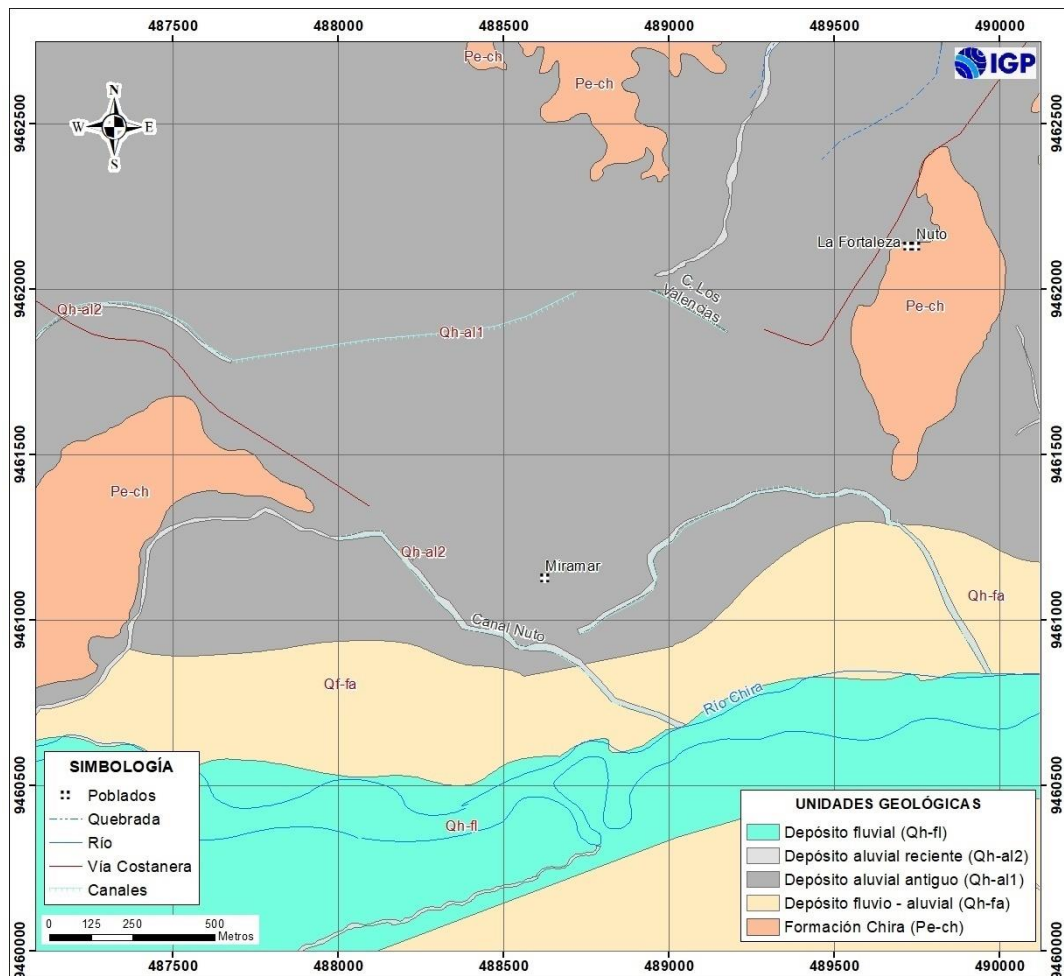 487500 488000 488500 489000 489500 490000
IGP
Pe-ch
Pe-ch
9462500
9462500
N
W E
S
La Fortaleza Nuto
9462000
9462000
C. Los
Valencias
Pe-ch
Qh-al2
Qh-al1
9461500
9461500
Pe-ch
Qh-al2
Miramar
Canal Nuto
Qh-fa
9461000
9461000
Qf-fa
Río Chira
9460500
9460500
Qh-fl
SIMBOLOGÍA
Poblados
Quebrada
Río
Vía Costanera
Canales
0 125 250 500
Metros
UNIDADES GEOLÓGICAS
Depósito fluvial (Qh-fl)
Depósito aluvial reciente (Qh-al2)
Depósito aluvial antiguo (Qh-al1)
Depósito fluvio - aluvial (Qh-fa)
Formación Chira (Pe-ch)
9460000
9460000
487500 488000 488500 489000 489500 490000